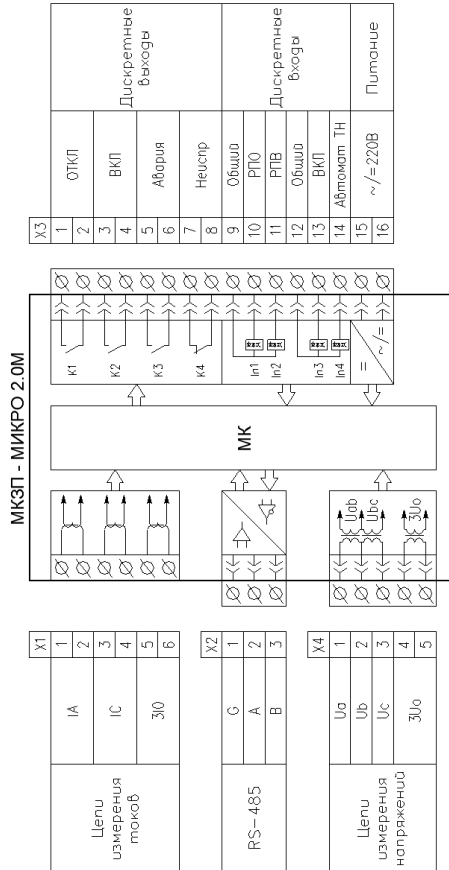 МКЗП - МИКРО 2.0М
X1
Цепи
измерения
токов
IA
1
2
IC
3
4
3I0
5
6
X2
RS-485
G
1
A
2
B
3
X4
Цепи
измерения
напряжений
Ua
1
Ub
2
Uc
3
3Uo
4
5
Uab
Ubc
3Uo
МК
К1
К2
К3
К4
In1
In2
In3
In4
=
~/=
X3
1
2
ОТКЛ
3
4
ВКЛ
5
6
Авария
7
8
Неиспр
Дискретные
выходы
9
Общий
10
РПО
11
РПВ
12
Общий
13
ВКЛ
14
Автомат ТН
Дискретные
входы
15
16
~/=220В
Питание